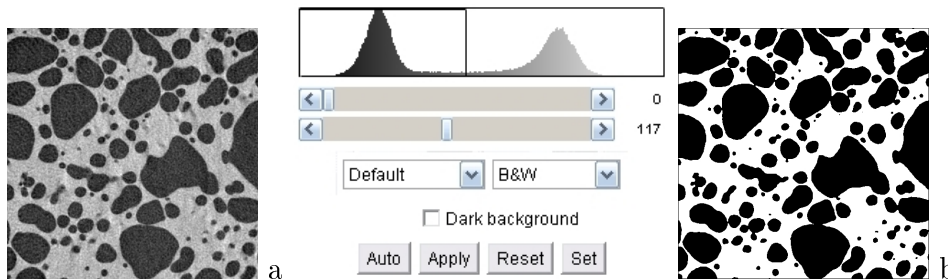 0
117
Default B&W
Dark background
Auto Apply Reset Set
a b